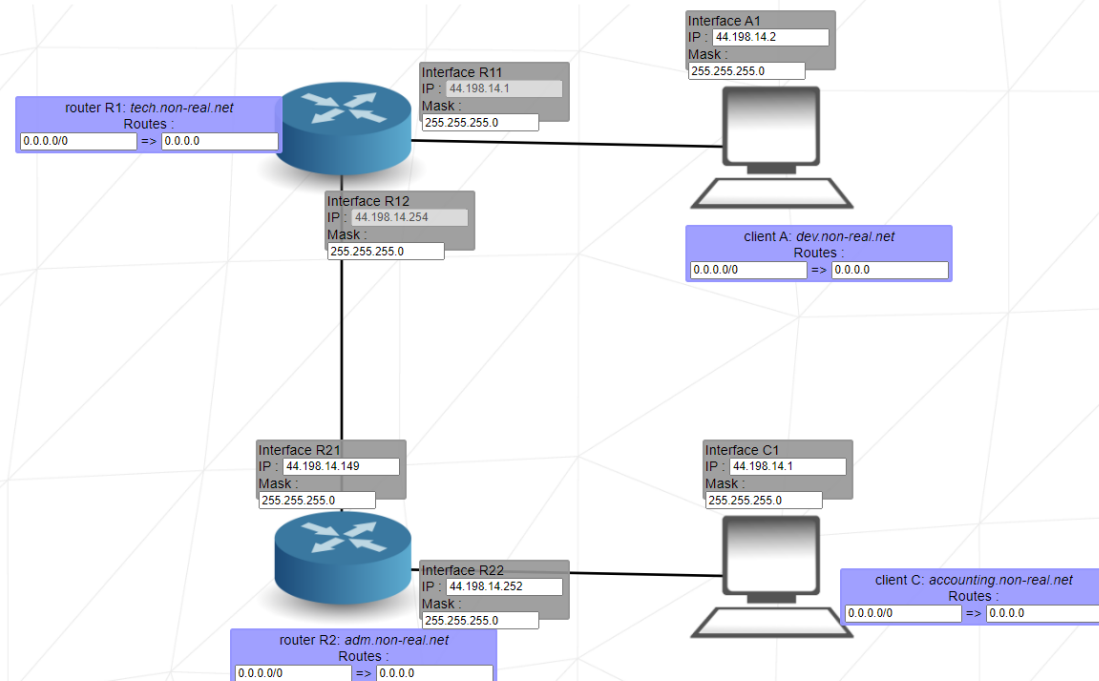 Interface A1
IP : 44.198.14.2
Mask :
255.255.255.0
Interface R11
IP : 44.198.14.1
Mask :
255.255.255.0
router R1: tech.non-real.net
Routes :
0.0.0.0/0 => 0.0.0.0
Interface R12
IP : 44.198.14.254
Mask :
255.255.255.0
client A: dev.non-real.net
Routes :
0.0.0.0/0 => 0.0.0.0
Interface R21
IP : 44.198.14.149
Mask :
255.255.255.0
Interface C1
IP : 44.198.14.1
Mask :
255.255.255.0
Interface R22
IP : 44.198.14.252
Mask :
255.255.255.0
client C: accounting.non-real.net
Routes :
0.0.0.0/0 => 0.0.0.0
router R2: adm.non-real.net
Routes :
0.0.0.0/0 => 0.0.0.0